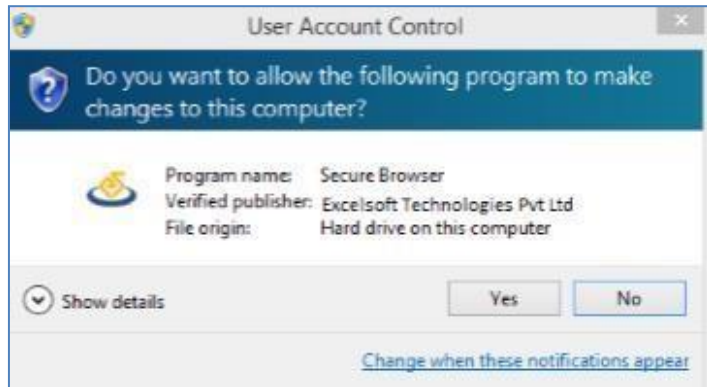 User Account Control
Do you want to allow the following program to make
changes to this computer?
Program name: Secure Browser
Verified publisher: Excelsoft Technologies Pvt Ltd
File origin: Hard drive on this computer
Show details
Yes No
Change when these notifications appear